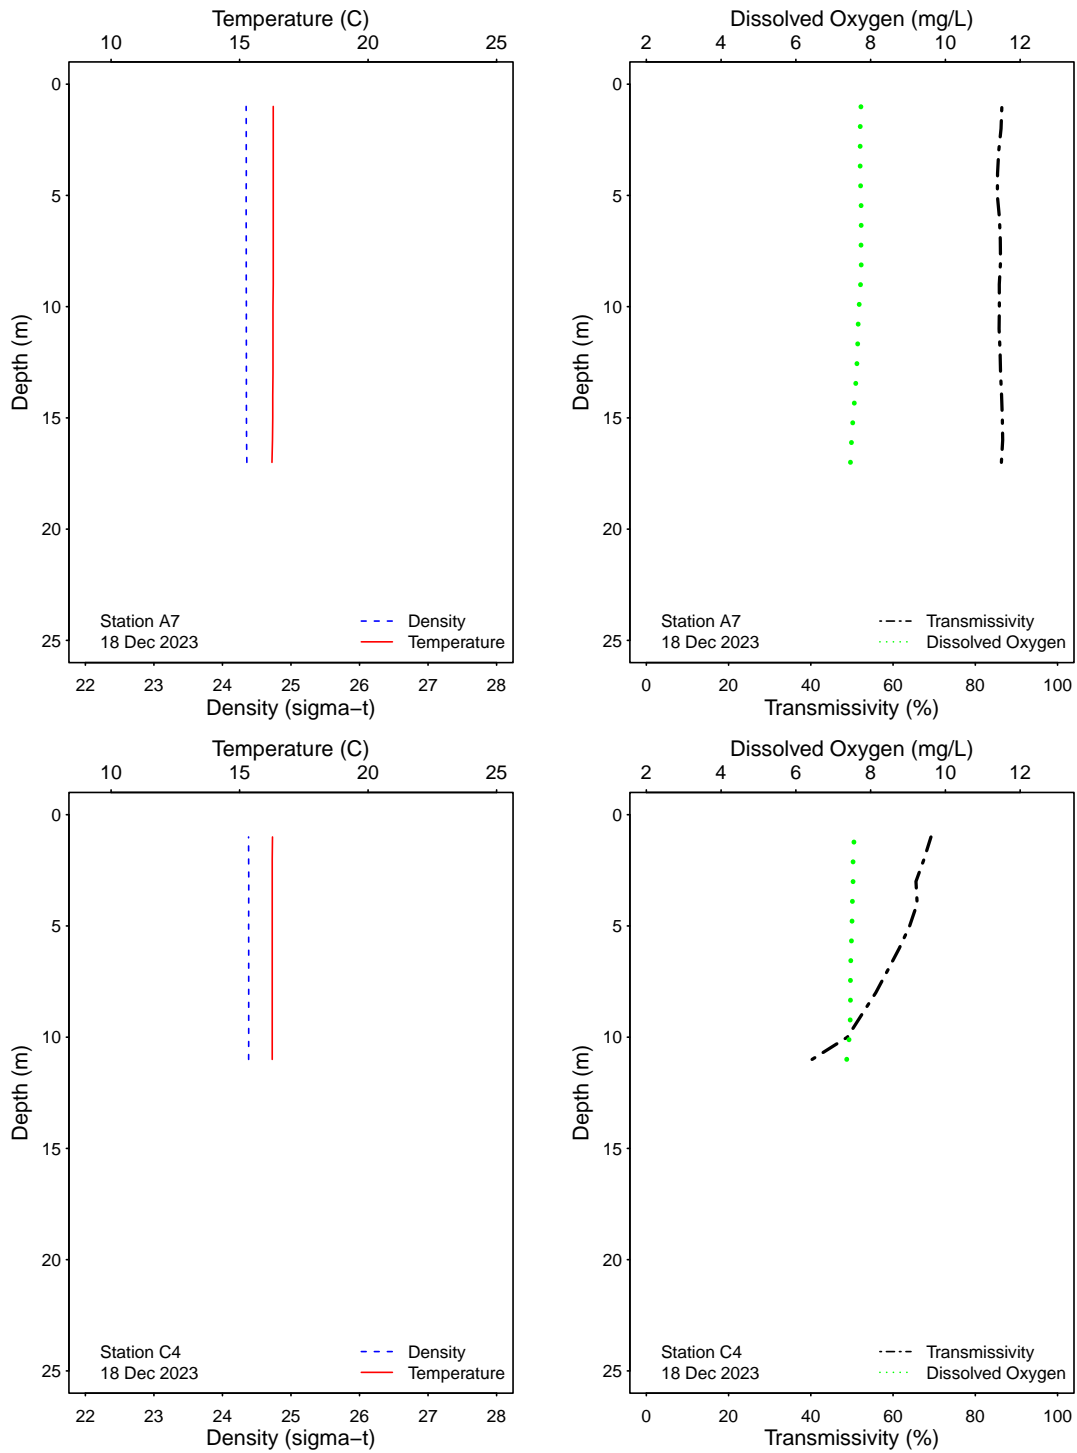 Temperature (C)
10 15 20 25
0
5
10
15
20
25
Depth (m)
Station A7
18 Dec 2023
Density
Temperature
22 23 24 25 26 27 28
Density (sigma−t)
Dissolved Oxygen (mg/L)
2 4 6 8 10 12
0
5
10
15
20
25
Depth (m)
Station A7
18 Dec 2023
Transmissivity
Dissolved Oxygen
0 20 40 60 80 100
Transmissivity (%)
Temperature (C)
10 15 20 25
0
5
10
15
20
25
Depth (m)
Station C4
18 Dec 2023
Density
Temperature
22 23 24 25 26 27 28
Density (sigma−t)
Dissolved Oxygen (mg/L)
2 4 6 8 10 12
0
5
10
15
20
25
Depth (m)
Station C4
18 Dec 2023
Transmissivity
Dissolved Oxygen
0 20 40 60 80 100
Transmissivity (%)